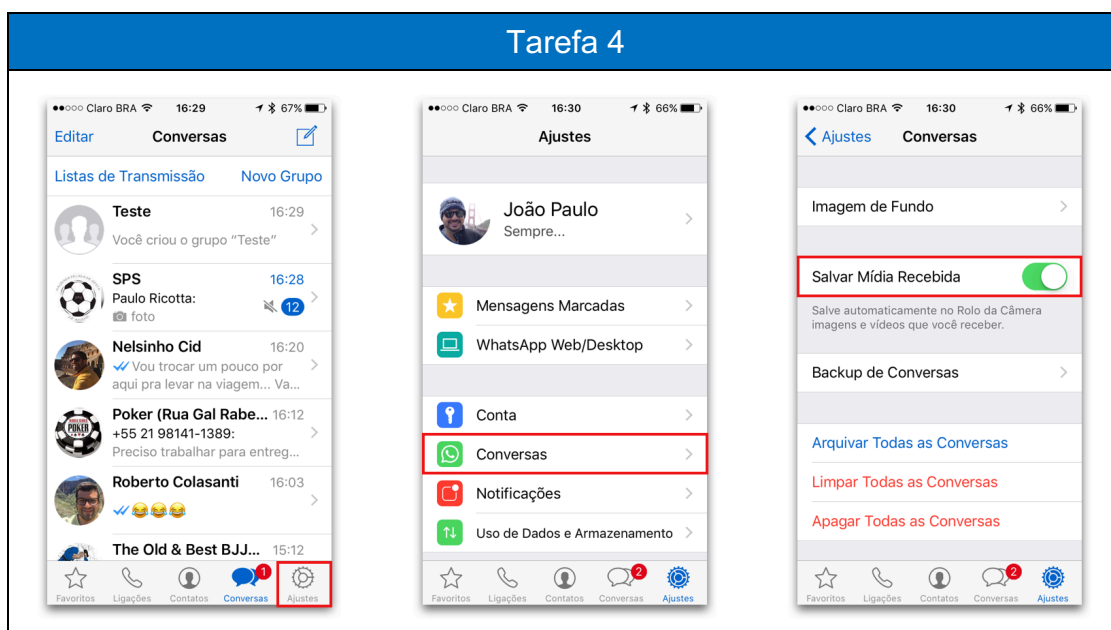 Tarefa 4
Claro BRA 16:29 67%
Editar Conversas
Listas de Transmissão Novo Grupo
Teste 16:29
Você criou o grupo “Teste”
SPS 16:28
Paulo Ricotta:
foto 12
Nelsinho Cid 16:20
Vou trocar um pouco por
aqui pra levar na viagem... Va...
POKER
Poker (Rua Gal Rabe... 16:12
+55 21 98141-1389:
Preciso trabalhar para entreg...
Roberto Colasanti 16:03
😂😂😂
The Old & Best BJJ... 15:12
1
Favoritos Ligações Contatos Conversas Ajustes
Claro BRA 16:30 66%
Ajustes
João Paulo
Sempre...
Mensagens Marcadas
WhatsApp Web/Desktop
Conta
Conversas
Notificações
Uso de Dados e Armazenamento
2
Favoritos Ligações Contatos Conversas Ajustes
Claro BRA 16:30 66%
Ajustes Conversas
Imagem de Fundo
Salvar Mídia Recebida
Salve automaticamente no Rolo da Câmera
imagens e vídeos que você receber.
Backup de Conversas
Arquivar Todas as Conversas
Limpar Todas as Conversas
Apagar Todas as Conversas
2
Favoritos Ligações Contatos Conversas Ajustes